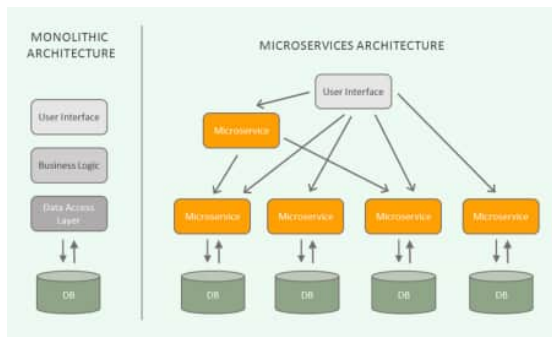 MONOLITHIC
ARCHITECTURE
User Interface
Business Logic
Data Access
Layer
DB
MICROSERVICES ARCHITECTURE
User Interface
Microservice
Microservice
Microservice
Microservice
Microservice
DB
DB
DB
DB